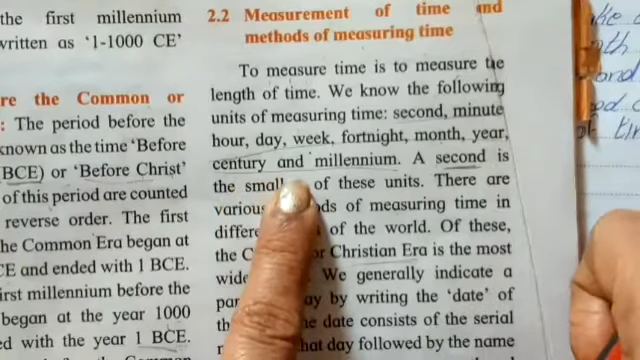 the first millennium
written as '1-1000 CE'
re the Common or
: The period before the
known as the time 'Before
(BCE) or 'Before Christ'
of this period are counted
reverse order. The first
he Common Era began at
CE and ended with 1 BCE.
irst millennium before the
began at the year 1000
ed with the year 1 BCE.
2.2 Measurement of time and
methods of measuring time
To measure time is to measure the
length of time. We know the following
units of measuring time: second, minute
hour, day, week, fortnight, month, year,
century and millennium. A second is
the small of these units. There are
various ds of measuring time in
differe of the world. Of these,
the C or Christian Era is the most
wide We generally indicate a
par ay by writing the 'date' of
th e date consists of the serial
hat day followed by the name